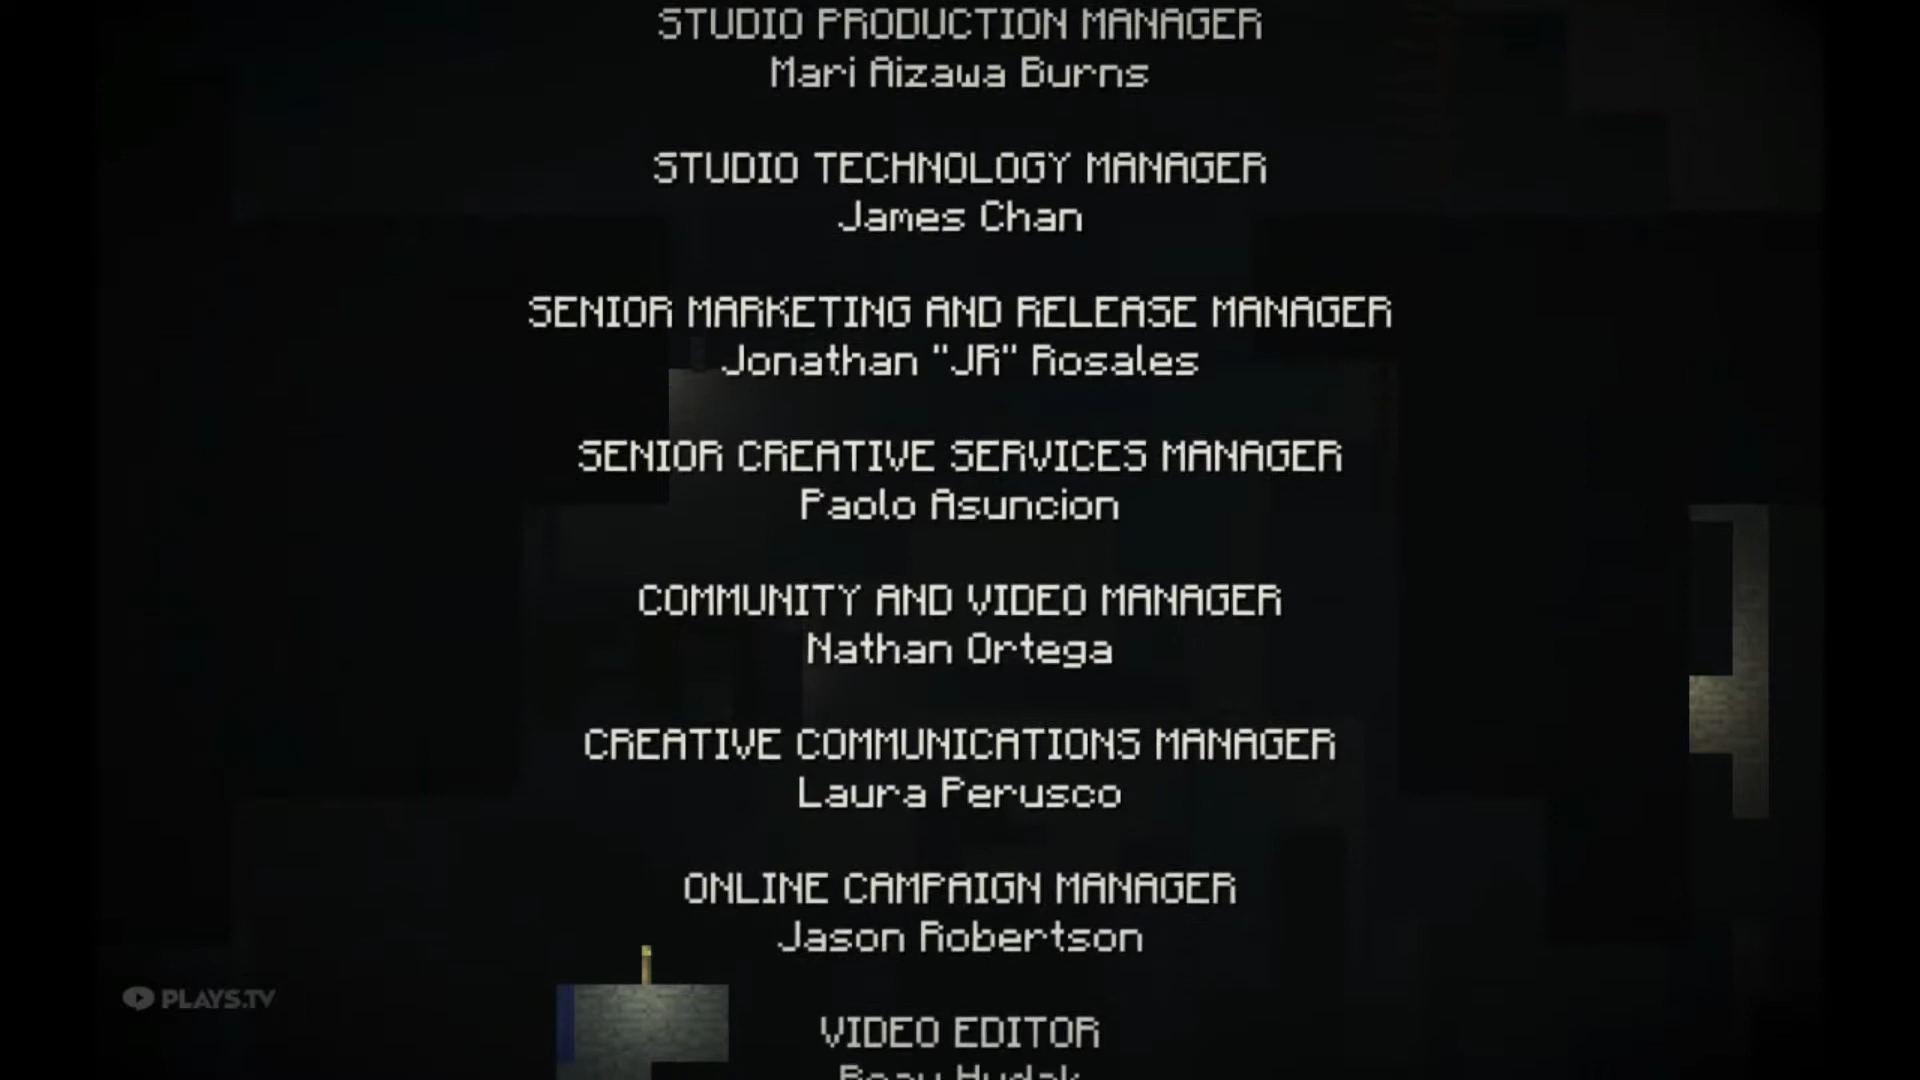 STUDIO PRODUCTION MANAGER
Mari Aizawa Burns
STUDIO TECHNOLOGY MANAGER
James Chan
SENIOR MARKETING AND RELEASE MANAGER
Jonathan "JR" Rosales
SENIOR CREATIVE SERVICES MANAGER
Paolo Asuncion
COMMUNITY AND VIDEO MANAGER
Nathan Ortega
CREATIVE COMMUNICATIONS MANAGER
Laura Perusco
ONLINE CAMPAIGN MANAGER
Jason Robertson
PLAYS.TV
VIDEO EDITOR